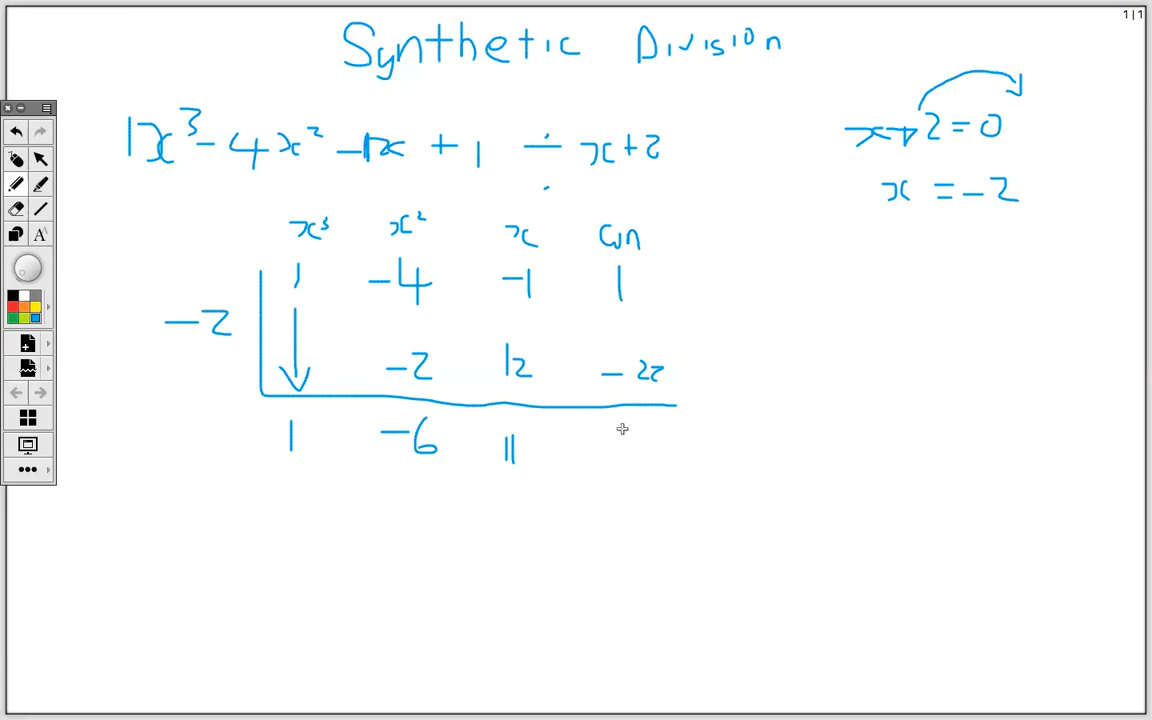 1|1
Synthetic Division
1x³ - 4x² - 1x + 1 ÷ x+2
x+2=0
x = -2
x³ x² x con
1 -4 -1 1
-2
-2 12 -22
1 -6 11
A